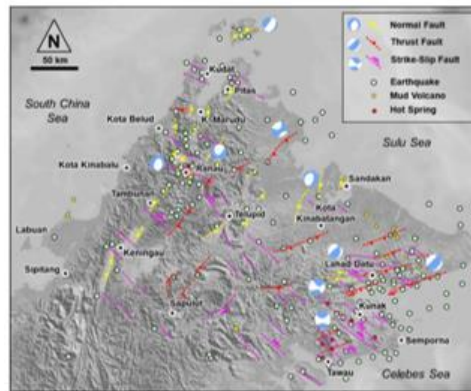 N
50 km
Normal Fault
Thrust Fault
Strike-Slip Fault
Earthquake
Mud Volcano
Hot Spring
South China
Sea
Sulu Sea
Kudat
Pitas
Kota Belud
K. Marudu
Kota Kinabalu
Ranau
Sandakan
Tambunan
Kota
Kinabatangan
Telupid
Labuan
Keningau
Sipitang
Lahad Datu
Sapulut
Kunak
Semporna
Tawau
Celebes Sea